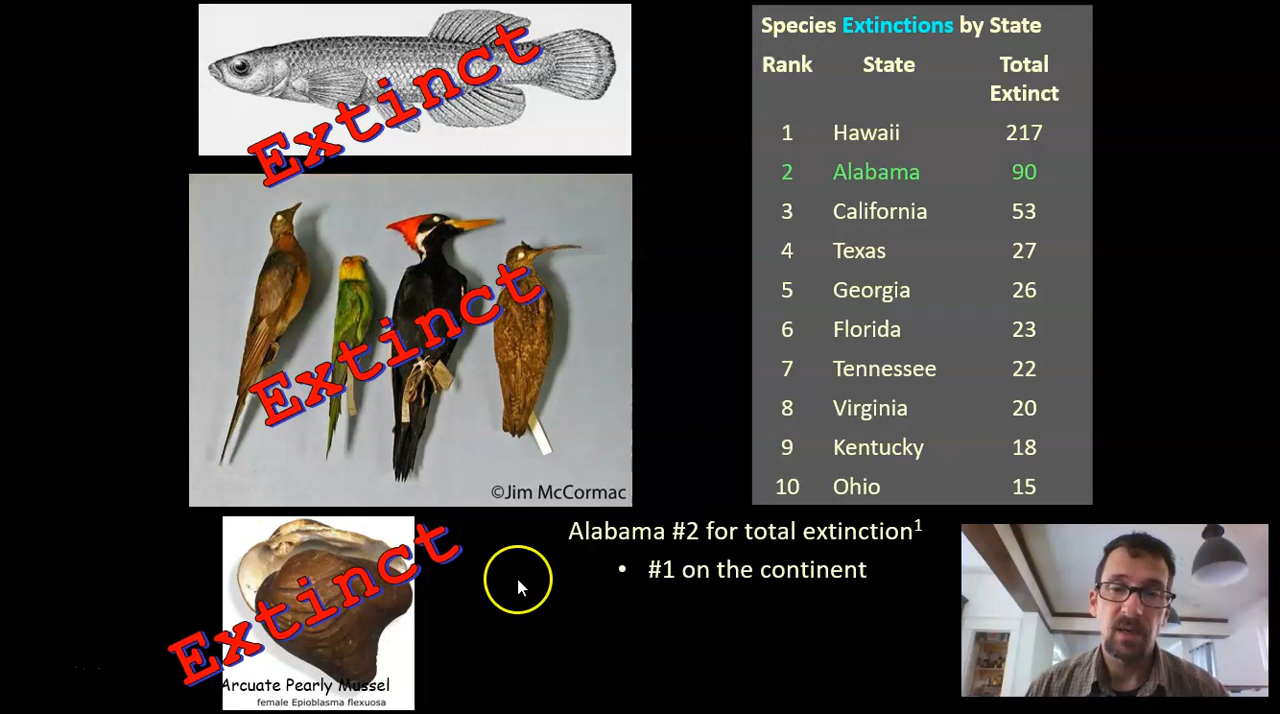 Extinct
Extinct
©Jim McCormac
Extinct
Arcuate Pearly Mussel
female Epioblasma flexuosa
Species Extinctions by State
Rank State Total Extinct
1 Hawaii 217
2 Alabama 90
3 California 53
4 Texas 27
5 Georgia 26
6 Florida 23
7 Tennessee 22
8 Virginia 20
9 Kentucky 18
10 Ohio 15
Alabama #2 for total extinction¹
• #1 on the continent